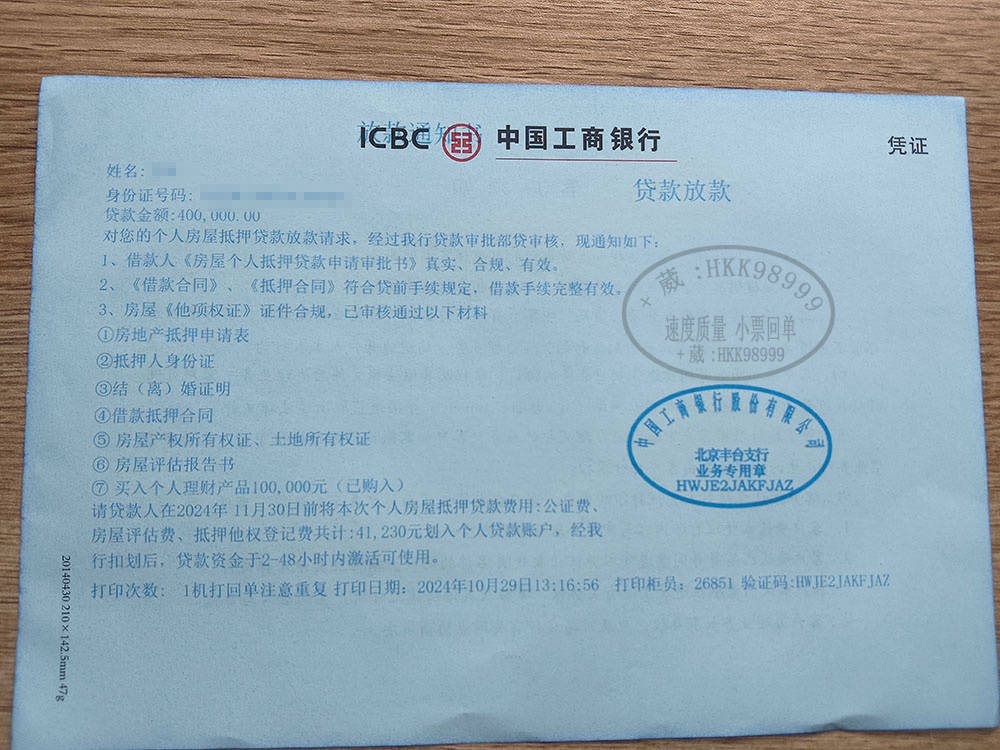 放款通知书
ICBC 中国工商银行
凭证
姓名:
身份证号码:
贷款放款
贷款金额:400,000.00
对您的个人房屋抵押贷款放款请求，经过我行贷款审批部贷审核，现通知如下:
1、借款人《房屋个人抵押贷款申请审批书》真实、合规、有效。
2、《借款合同》、《抵押合同》符合贷前手续规定，借款手续完整有效。
3、房屋《他项权证》证件合规，已审核通过以下材料
①房地产抵押申请表
②抵押人身份证
③结（离）婚证明
④借款抵押合同
⑤ 房屋产权所有权证、土地所有权证
⑥ 房屋评估报告书
⑦ 买入个人理财产品100,000元（已购入）
请贷款人在2024年 11月30日前将本次个人房屋抵押贷款费用:公证费、
房屋评估费、抵押他权登记费共计:41,230元划入个人贷款账户，经我
行扣划后，贷款资金于2-48小时内激活可使用。
打印次数: 1机打回单注意重复 打印日期: 2024年10月29日13:16:56 打印柜员: 26851 验证码:HWJE2JAKFJAZ
+ 葳 :HKK98999
速度质量 小票回单
+ 葳 :HKK98999
中国工商银行股份有限公司
北京丰台支行
业务专用章
HWJE2JAKFJAZ
20140430 210×142.5mm 47g